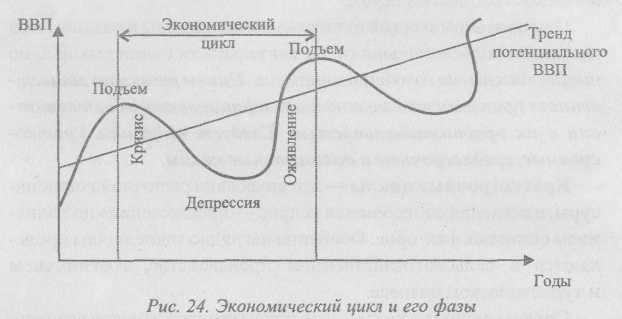 ВВП
Экономический
цикл
Подъем
Тренд
потенциального
ВВП
Подъем
Кризис
Оживление
Депрессия
Годы
Рис. 24. Экономический цикл и его фазы